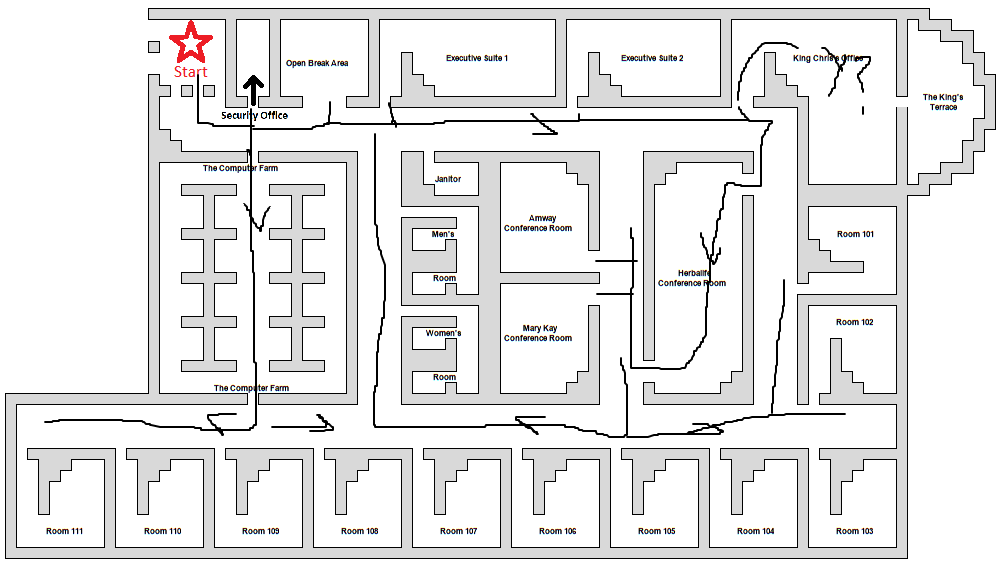 Start
Open Break Area
Executive Suite 1
Executive Suite 2
King Chris's Office
The King's
Terrace
Security Office
The Computer Farm
Janitor
Amway
Conference Room
Men's
Room
Herbalife
Conference Room
Room 101
Women's
Room
Mary Kay
Conference Room
Room 102
The Computer Farm
Room 111
Room 110
Room 109
Room 108
Room 107
Room 106
Room 105
Room 104
Room 103